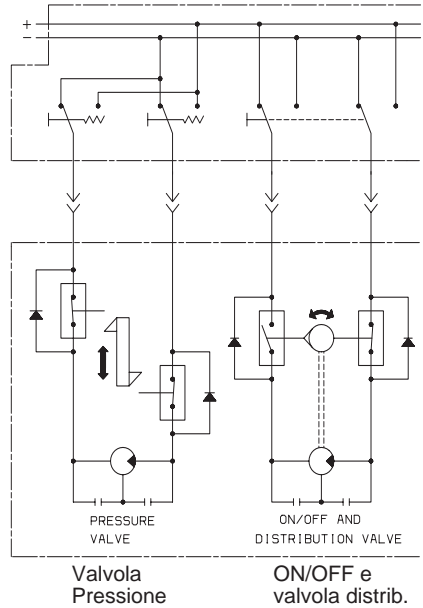 +
−
PRESSURE
VALVE
ON/OFF AND
DISTRIBUTION VALVE
Valvola
Pressione
ON/OFF e
valvola distrib.